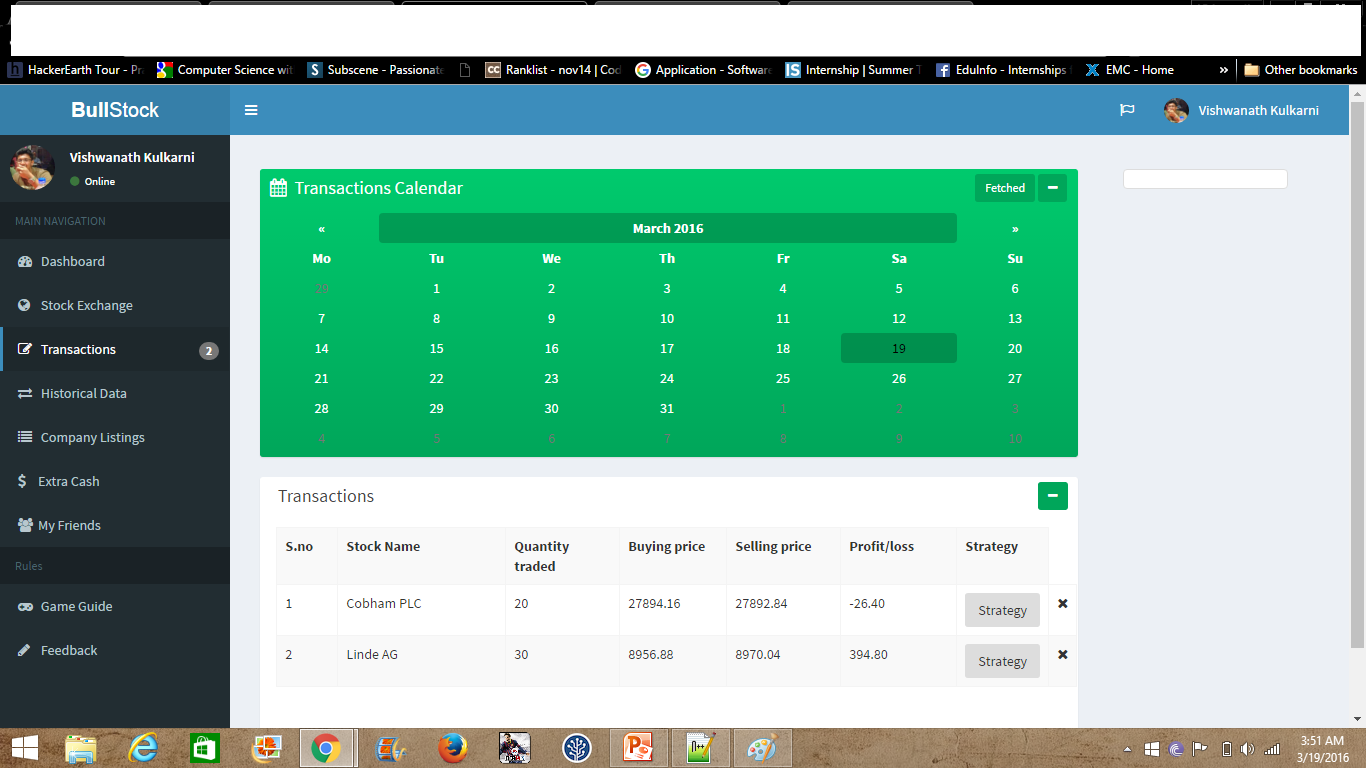 HackerEarth Tour - Pra Computer Science with Subscene - Passionate Ranklist - nov14 | Cod Application - Software Internship | Summer T EduInfo - Internships EMC - Home » Other bookmarks
BullStock Vishwanath Kulkarni
Vishwanath Kulkarni
Online
MAIN NAVIGATION
Dashboard
Stock Exchange
Transactions 2
Historical Data
Company Listings
$ Extra Cash
My Friends
Rules
Game Guide
Feedback
Transactions Calendar Fetched
« March 2016 »
Mo Tu We Th Fr Sa Su
29 1 2 3 4 5 6
7 8 9 10 11 12 13
14 15 16 17 18 19 20
21 22 23 24 25 26 27
28 29 30 31 1 2 3
4 5 6 7 8 9 10
Transactions
S.no Stock Name Quantity traded Buying price Selling price Profit/loss Strategy
1 Cobham PLC 20 27894.16 27892.84 -26.40 Strategy
2 Linde AG 30 8956.88 8970.04 394.80 Strategy
3:51 AM
3/19/2016